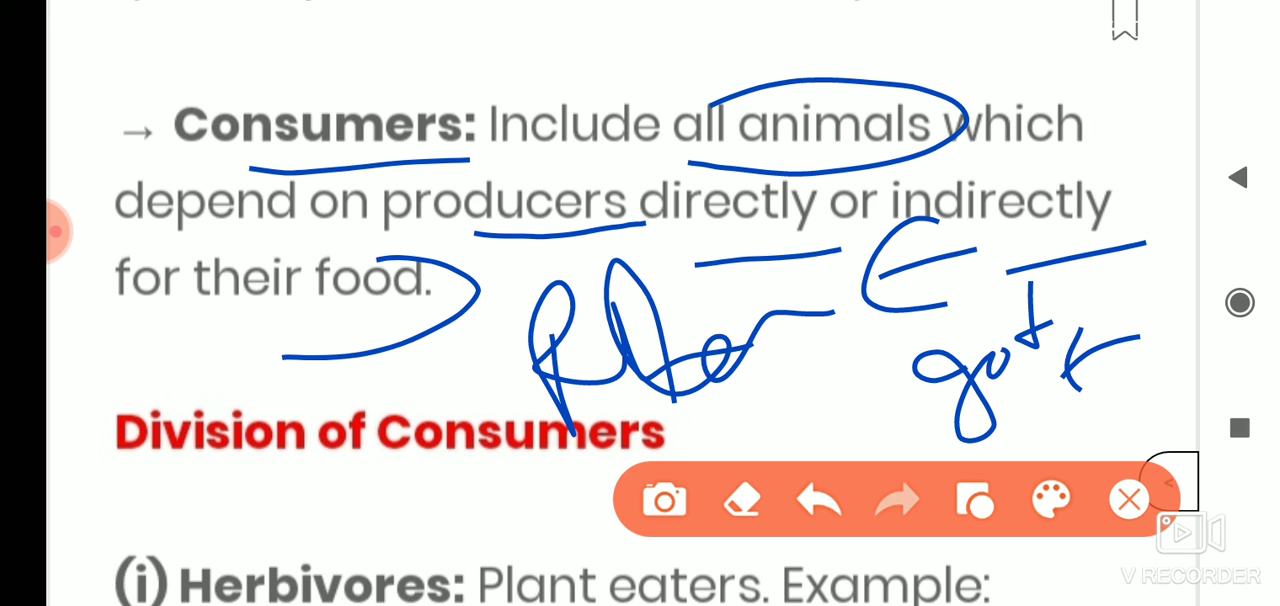 → Consumers: Include all animals which
depend on producers directly or indirectly
for their food.
Division of Consumers
(i) Herbivores: Plant eaters. Example:
V RECORDER